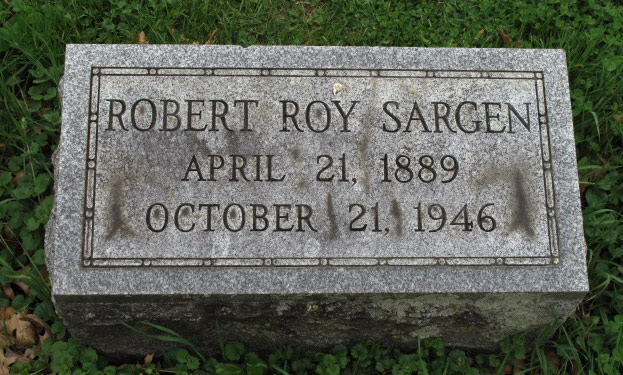 ROBERT ROY SARGEN
APRIL 21, 1889
OCTOBER 21, 1946